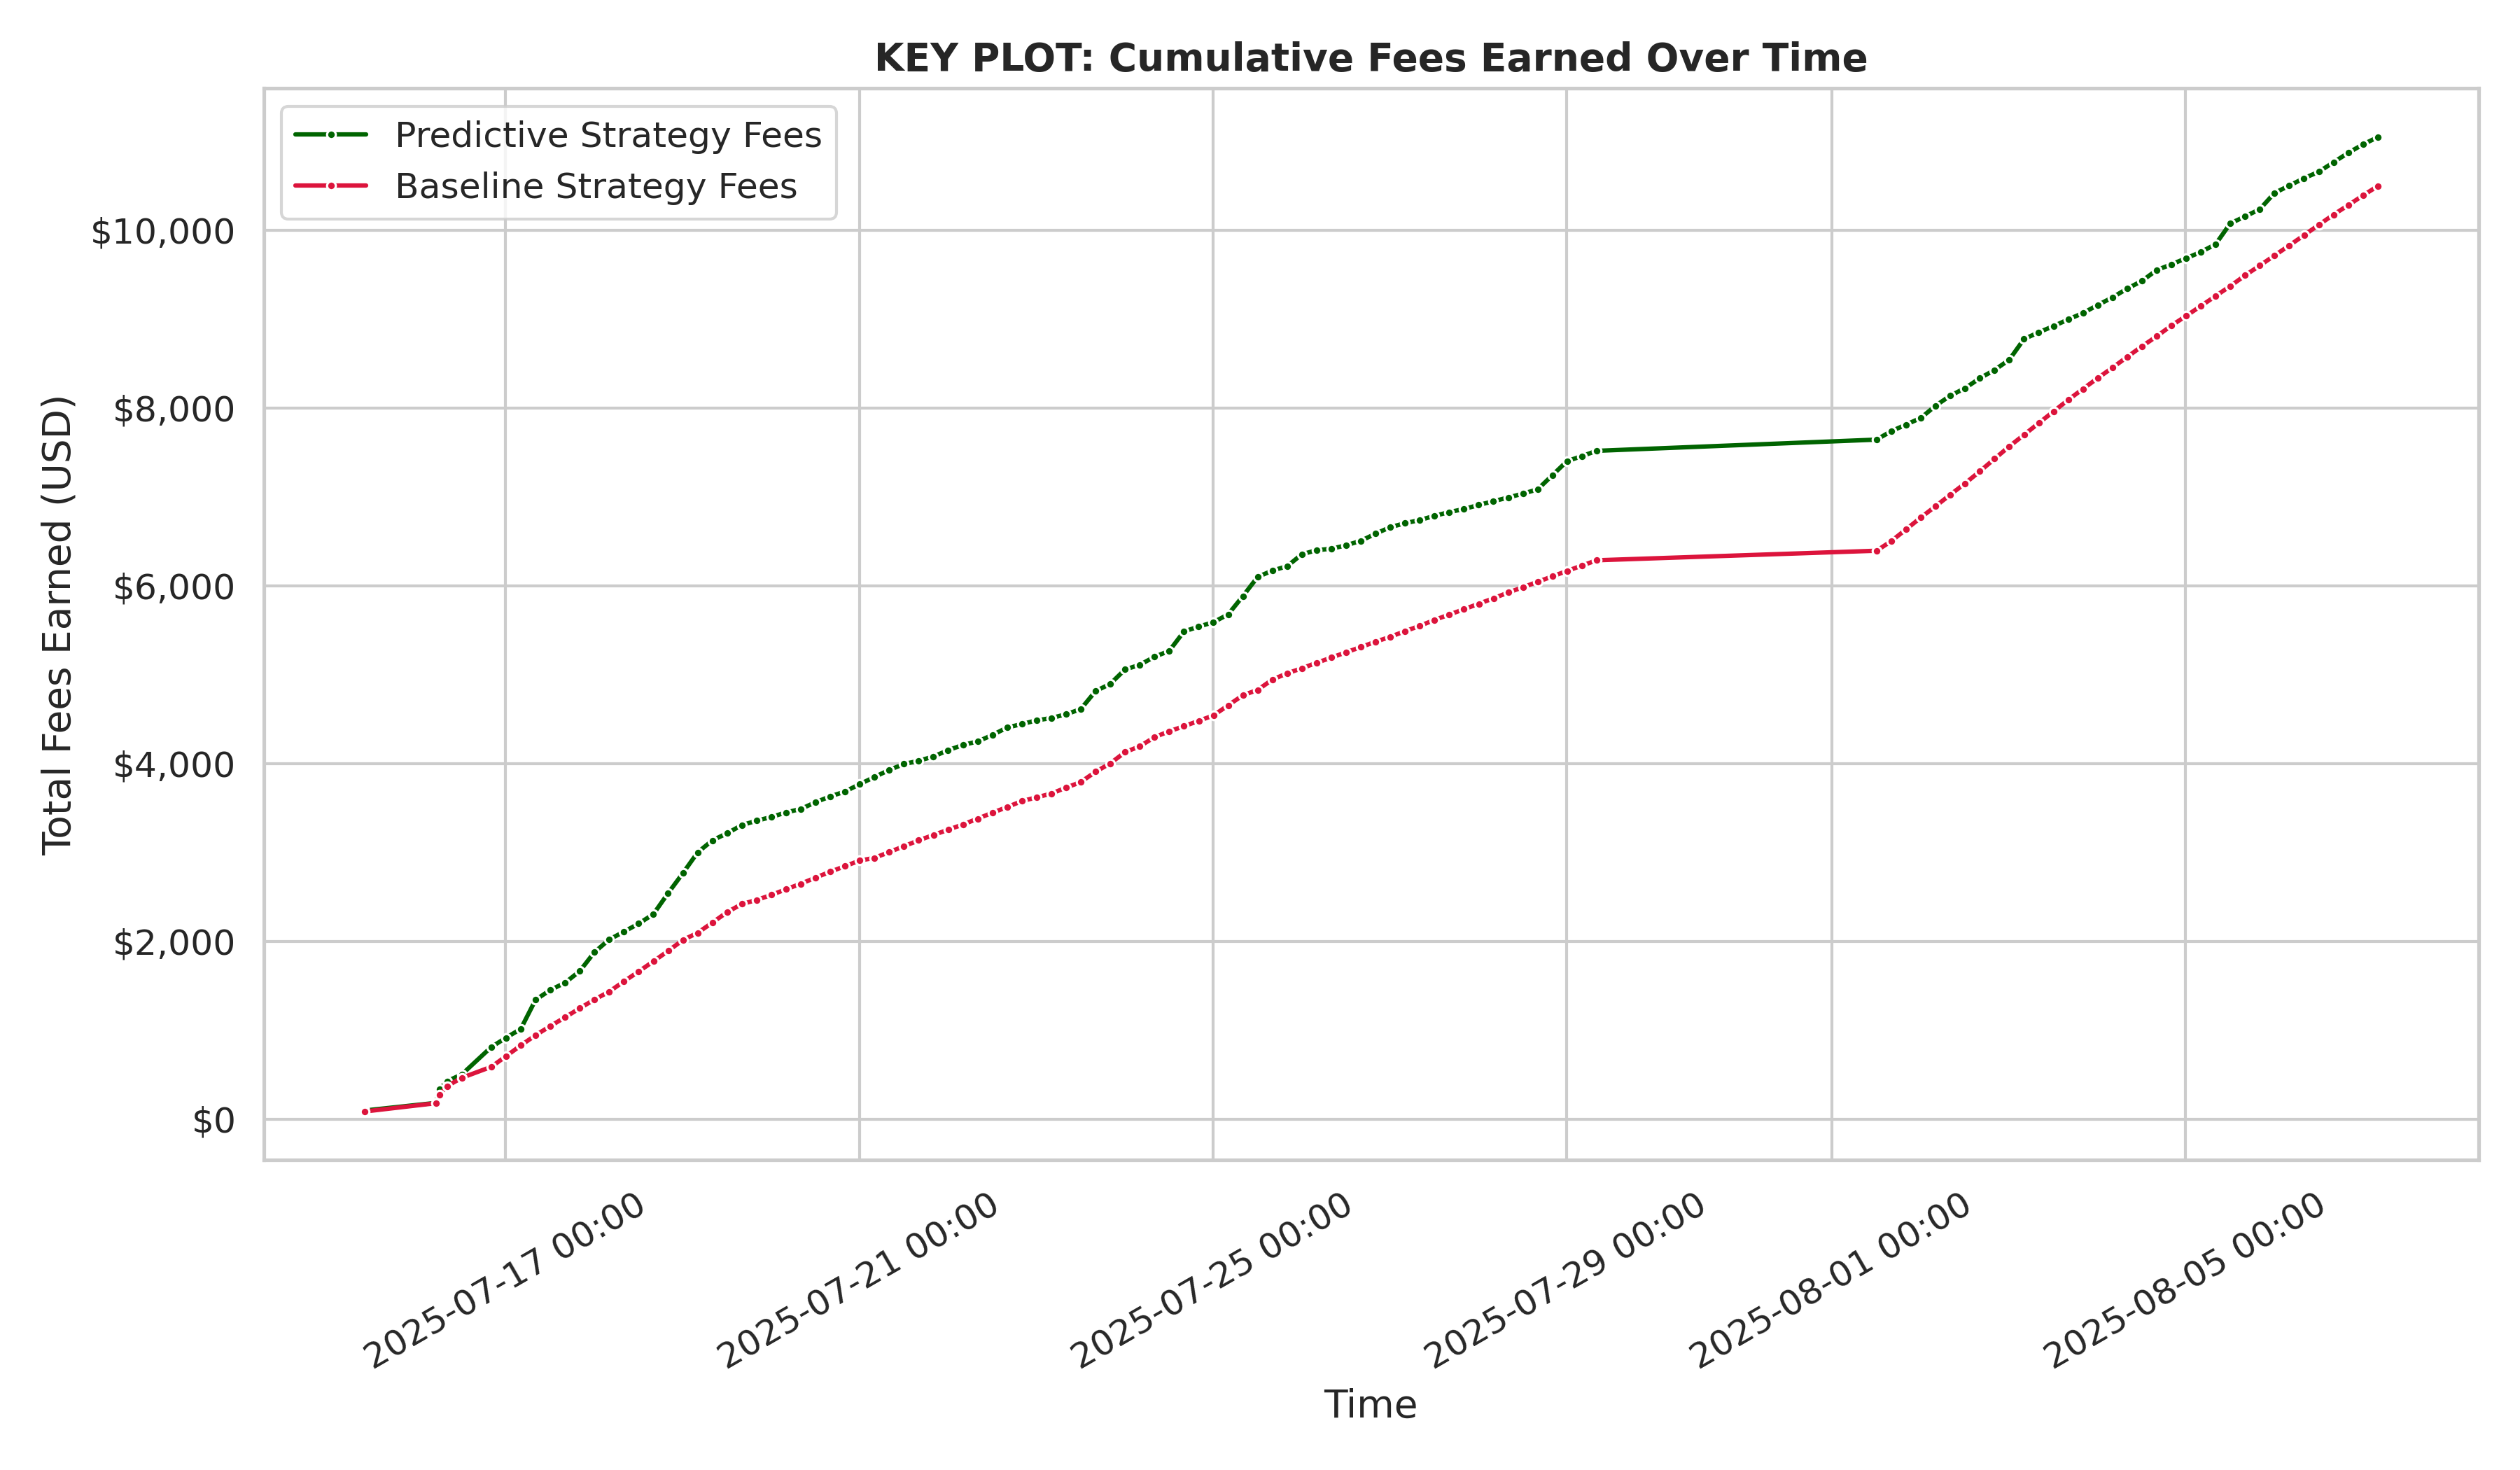 KEY PLOT: Cumulative Fees Earned Over Time
Predictive Strategy Fees
Baseline Strategy Fees
Total Fees Earned (USD)
$10,000
$8,000
$6,000
$4,000
$2,000
$0
2025-07-17 00:00
2025-07-21 00:00
2025-07-25 00:00
2025-07-29 00:00
2025-08-01 00:00
2025-08-05 00:00
Time